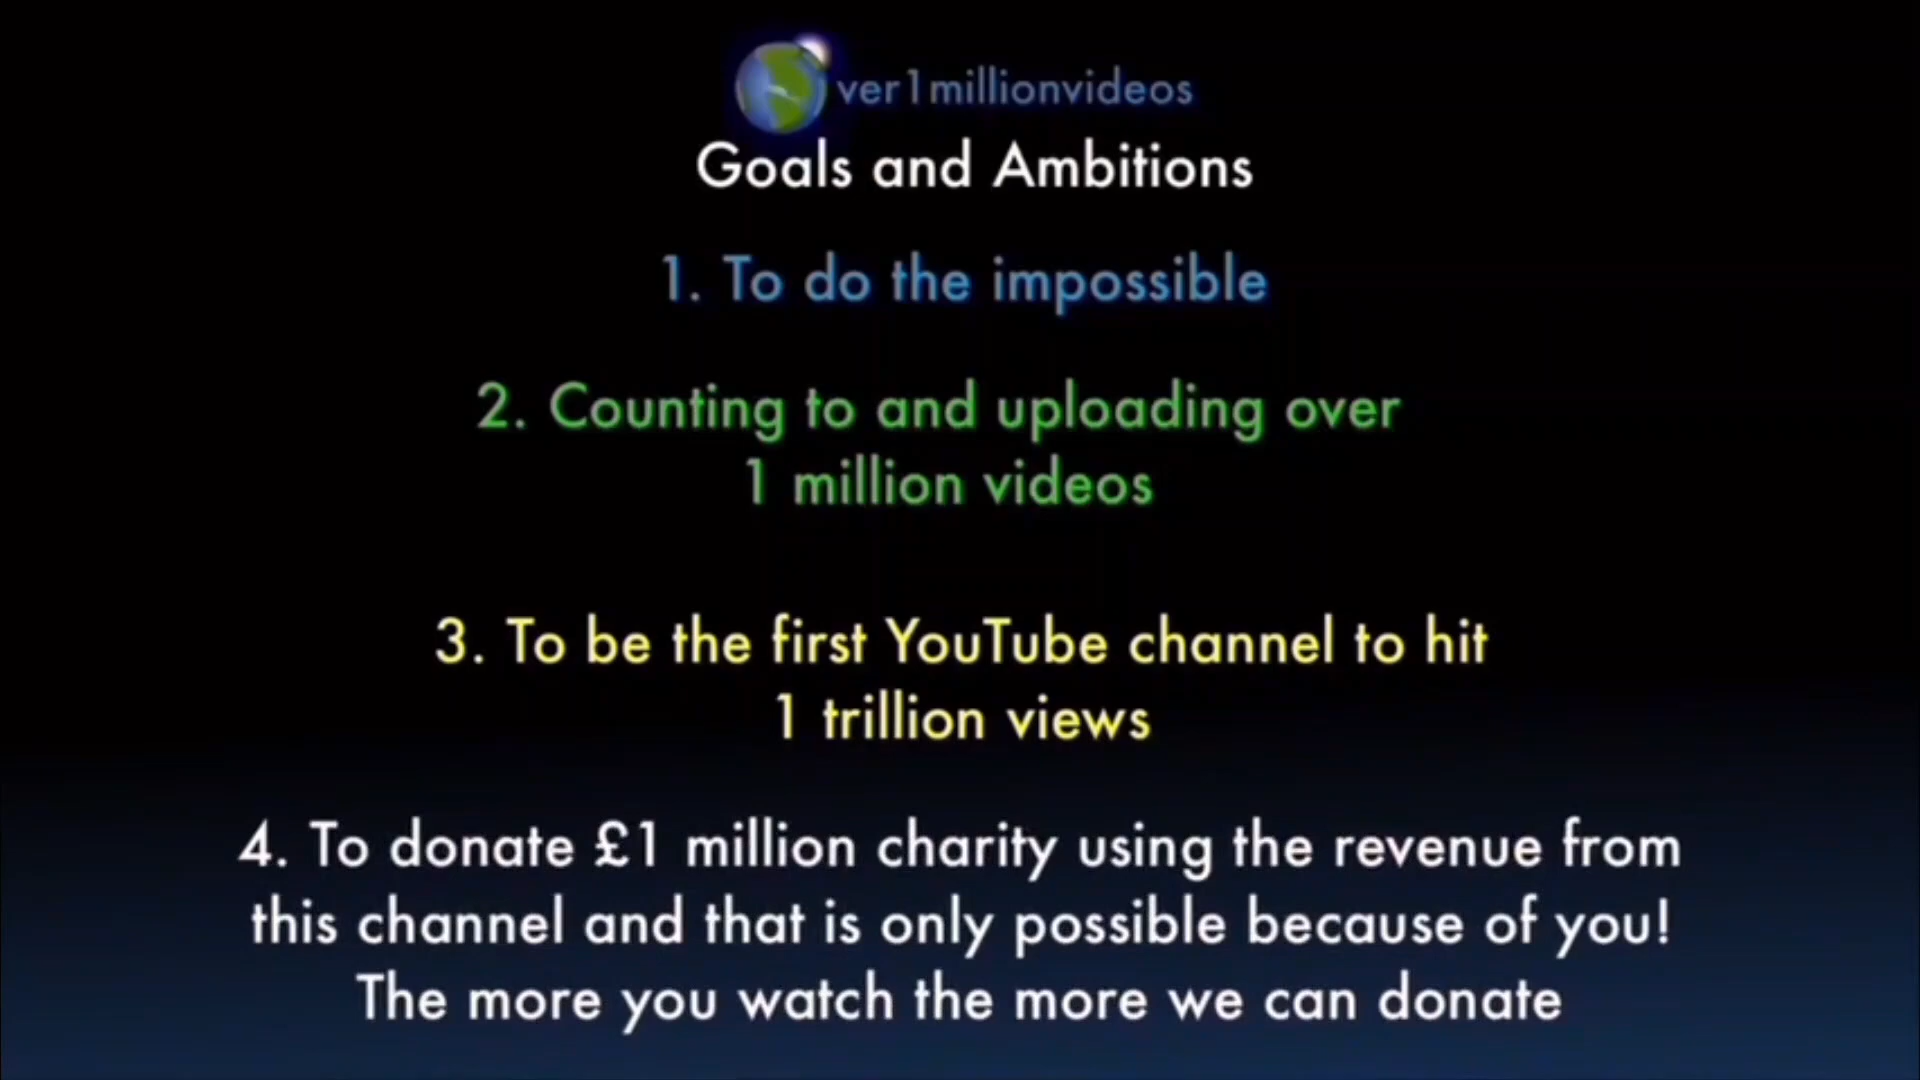 ver1millionvideos
Goals and Ambitions
1. To do the impossible
2. Counting to and uploading over
1 million videos
3. To be the first YouTube channel to hit
1 trillion views
4. To donate £1 million charity using the revenue from
this channel and that is only possible because of you!
The more you watch the more we can donate